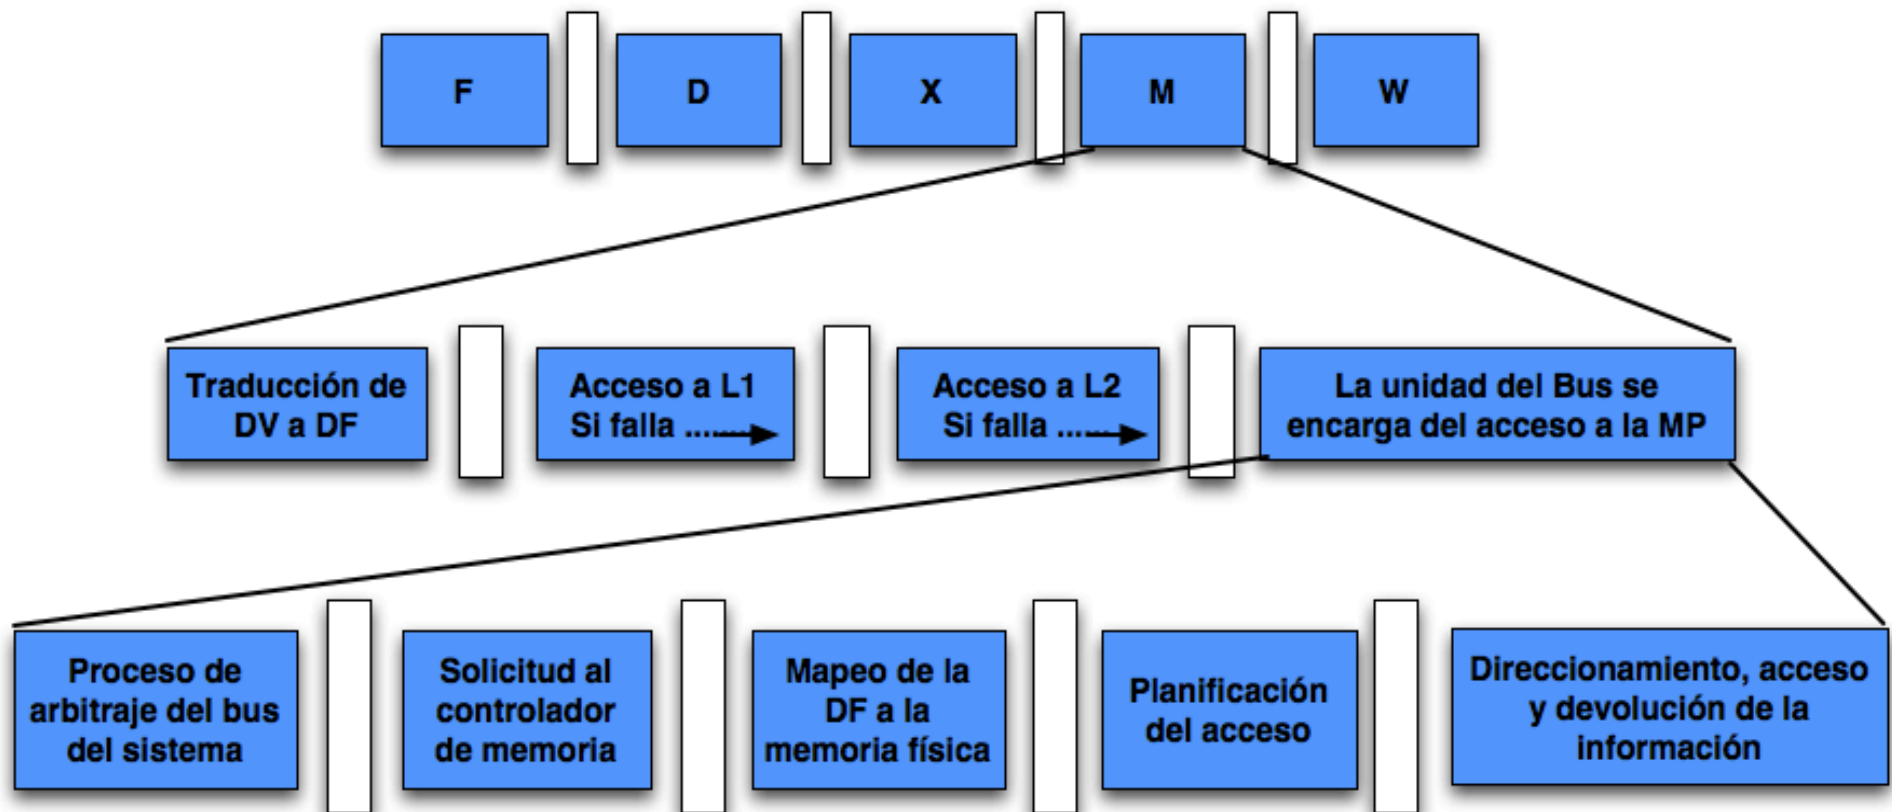 F
D
X
M
W
Traducción de
DV a DF
Acceso a L1
Si falla .......
Acceso a L2
Si falla ......
La unidad del Bus se
encarga del acceso a la MP
Proceso de
arbitraje del bus
del sistema
Solicitud al
controlador
de memoria
Mapeo de la
DF a la
memoria física
Planificación
del acceso
Direccionamiento, acceso
y devolución de la
información